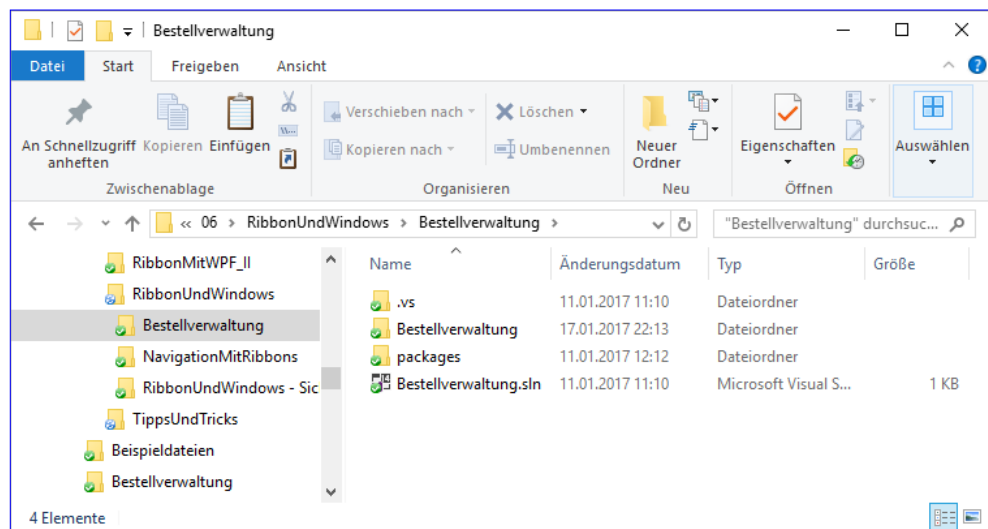 Bestellverwaltung
Datei Start Freigeben Ansicht
An Schnellzugriff anheften
Kopieren
Einfügen
Zwischenablage
Verschieben nach
Kopieren nach
Löschen
Umbenennen
Organisieren
Neuer Ordner
Neu
Eigenschaften
Öffnen
Auswählen
« 06 > RibbonUndWindows > Bestellverwaltung >
"Bestellverwaltung" durchsuc...
RibbonMitWPF_II
RibbonUndWindows
Bestellverwaltung
NavigationMitRibbons
RibbonUndWindows - Sic
TippsUndTricks
Beispieldateien
Bestellverwaltung
Name Änderungsdatum Typ Größe
.vs 11.01.2017 11:10 Dateiordner
Bestellverwaltung 17.01.2017 22:13 Dateiordner
packages 11.01.2017 12:12 Dateiordner
Bestellverwaltung.sln 11.01.2017 11:10 Microsoft Visual S... 1 KB
4 Elemente